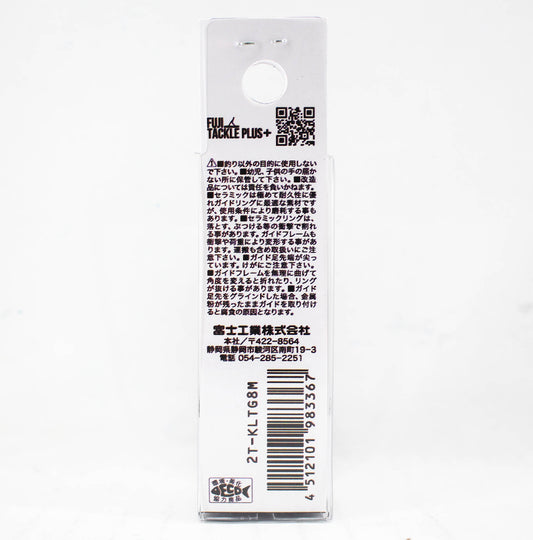 FUJI
TACKLE PLUS+
⚠■釣り以外の目的に使用しない
で下さい。■幼児、子供の手の届か
ない所に保管して下さい。■改造
品については責任を負いかねます。
■セラミックは極めて耐久性に優
れガイドリングに最適な素材です
が、使用条件により磨耗する事も
あります。■セラミックリングは、
落とす、ぶつける等の衝撃で割れ
る事があります。ガイドフレームも
衝撃や荷重により変形する事があ
ります。運搬も含め取扱いにご注
意下さい。■ガイド足先端が尖っ
ています。けがにご注意下さい。
■ガイドフレームを無理に曲げて
角度を変えると折れたり、リング
が抜ける事があります。■ガイド
足先をグラインドした場合、金属
粉が残ったままガイドを取り付け
ると腐食の原因となります。
富士工業株式会社
本社/〒422-8564
静岡県静岡市駿河区南町19-3
電話 054-285-2251
2T-KLTG8M
4 512101 983367
環境・美化
ECO
協力商品